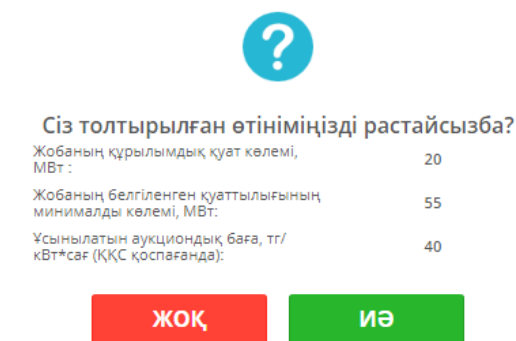 ?
Сіз толтырылған өтініміңізді растайсызба?
Жобаның құрылымдық қуат көлемі,
МВт :
20
Жобаның белгіленген қуаттылығының
минималды көлемі, МВт:
55
Ұсынылатын аукциондық баға, тг/
кВт*сағ (ҚҚС қоспағанда):
40
ЖОҚ
ИӘ